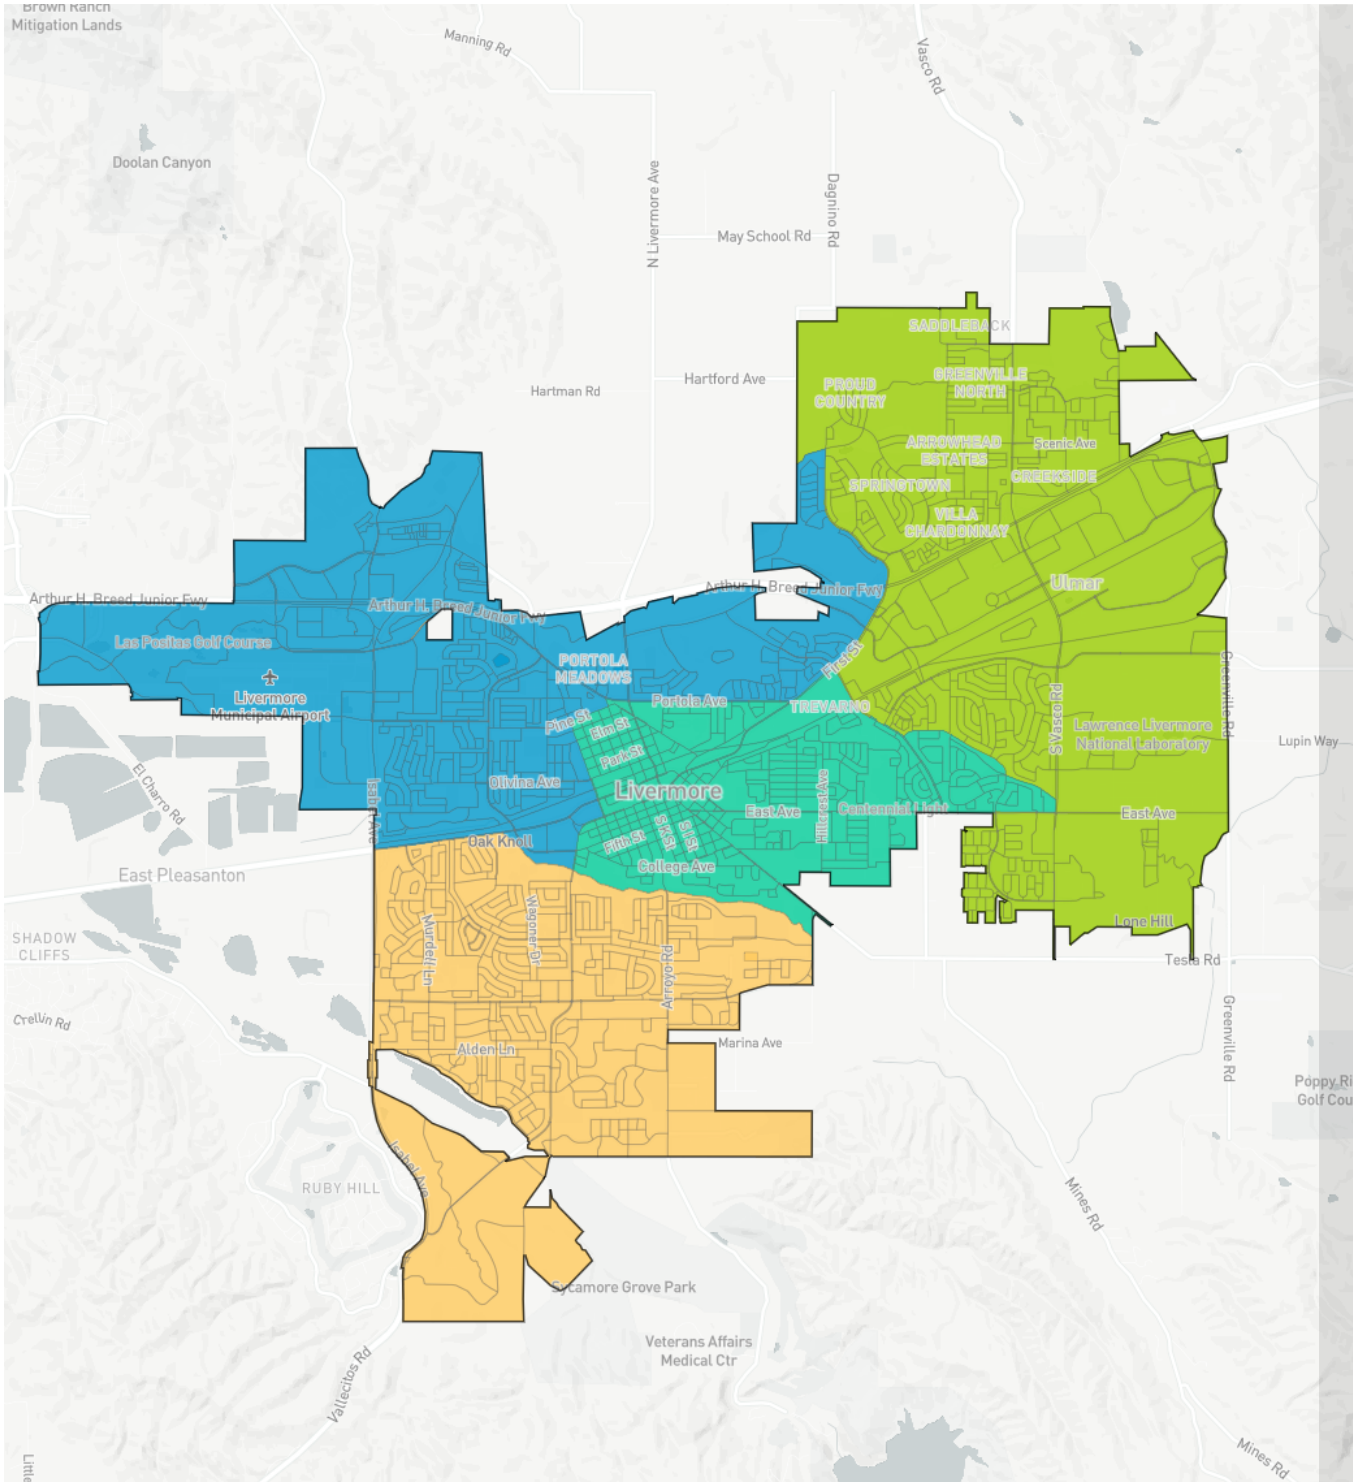 Brown Ranch
Mitigation Lands
Manning Rd
Vasco Rd
Doolan Canyon
N Livermore Ave
Dagnino Rd
May School Rd
SADDLEBACK
Hartman Rd
Hartford Ave
PROUD
COUNTRY
GREENVILLE
NORTH
ARROWHEAD
ESTATES
Scenic Ave
CREEKSIDE
SPRINGTOWN
VILLA
CHARDONNAY
Arthur H. Breed Junior Fwy
Arthur H. Breed Junior Fwy
Arthur H. Breed Junior Fwy
Ulmar
Las Positas Golf Course
Livermore
Municipal Airport
PORTOLA
MEADOWS
First St
Greenville Rd
Portola Ave
TREVARNO
S Vasco Rd
Pine St
Elm St
Park St
Lawrence Livermore
National Laboratory
Lupin Way
El Charro Rd
Isabel Ave
Olivina Ave
Livermore
Hillcrest Ave
East Ave
Centennial Light
East Ave
Oak Knoll
Fifth St
S K St
S I St
College Ave
East Pleasanton
SHADOW
CLIFFS
Murdell Ln
Wagoner Dr
Arroyo Rd
Lone Hill
Tesla Rd
Crellin Rd
Alden Ln
Marina Ave
Greenville Rd
Poppy Ri
Golf Cou
Isabel Ave
RUBY HILL
Mines Rd
Sycamore Grove Park
Veterans Affairs
Medical Ctr
Vallecitos Rd
Mines Rd
Little